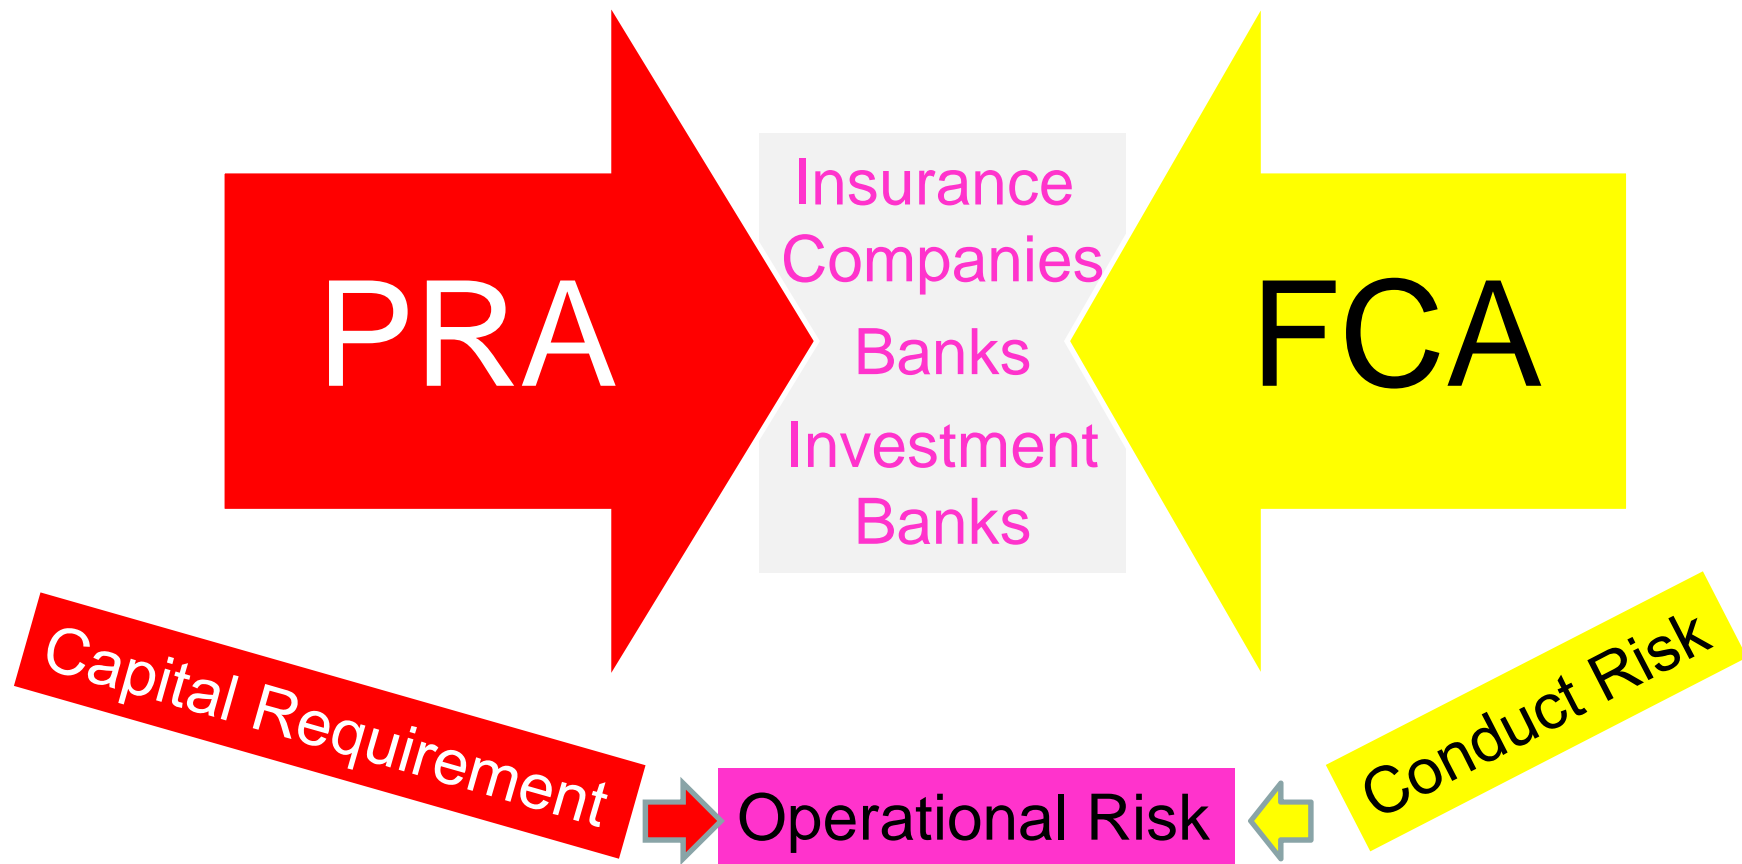 PRA
Insurance
Companies
Banks
Investment
Banks
FCA
Capital Requirement
Operational Risk
Conduct Risk